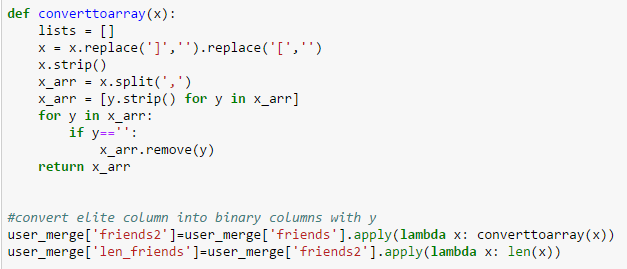 def converttoarray(x):
    lists = []
    x = x.replace(']','').replace('[','')
    x.strip()
    x_arr = x.split(',')
    x_arr = [y.strip() for y in x_arr]
    for y in x_arr:
        if y=='':
            x_arr.remove(y)
    return x_arr
#convert elite column into binary columns with y
user_merge['friends2']=user_merge['friends'].apply(lambda x: converttoarray(x))
user_merge['len_friends']=user_merge['friends2'].apply(lambda x: len(x))